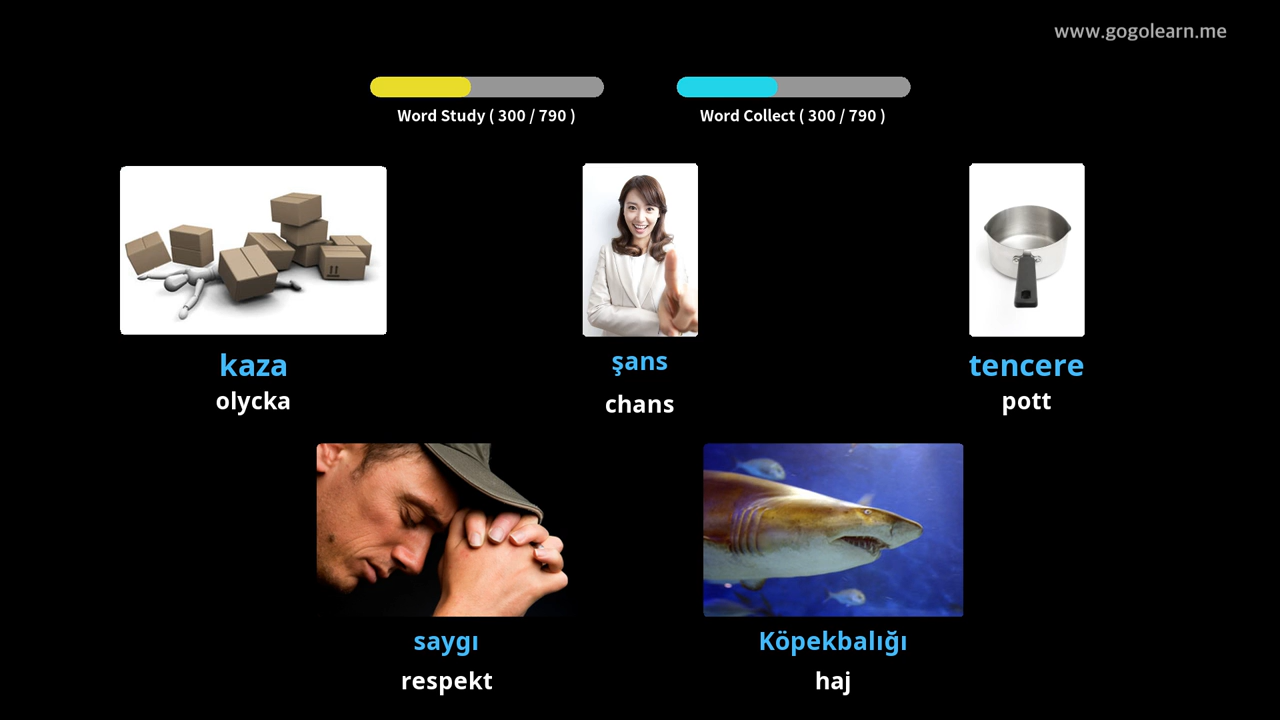 www.gogolearn.me
Word Study ( 300 / 790 )
Word Collect ( 300 / 790 )
kaza
olycka
şans
chans
tencere
pott
saygı
respekt
Köpekbalığı
haj